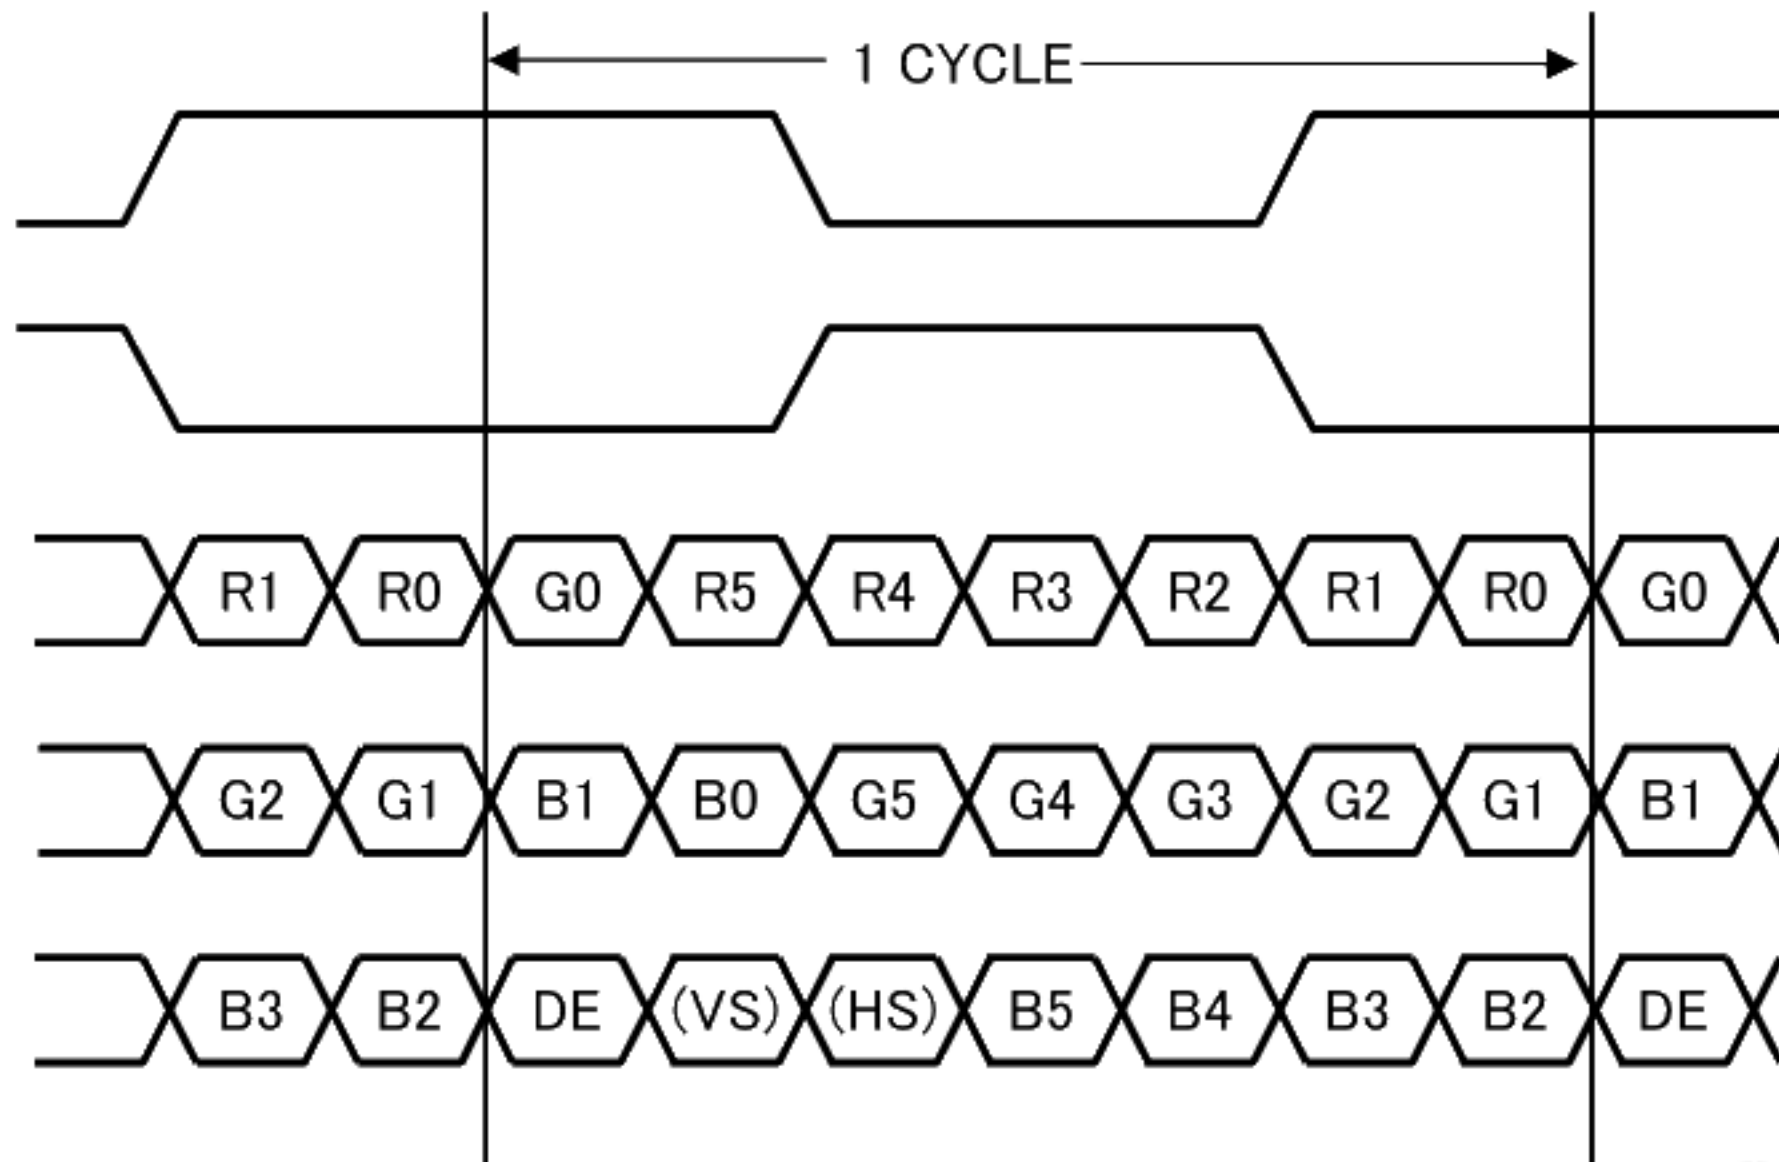 1 CYCLE
R1 R0 G0 R5 R4 R3 R2 R1 R0 G0
G2 G1 B1 B0 G5 G4 G3 G2 G1 B1
B3 B2 DE (VS) (HS) B5 B4 B3 B2 DE